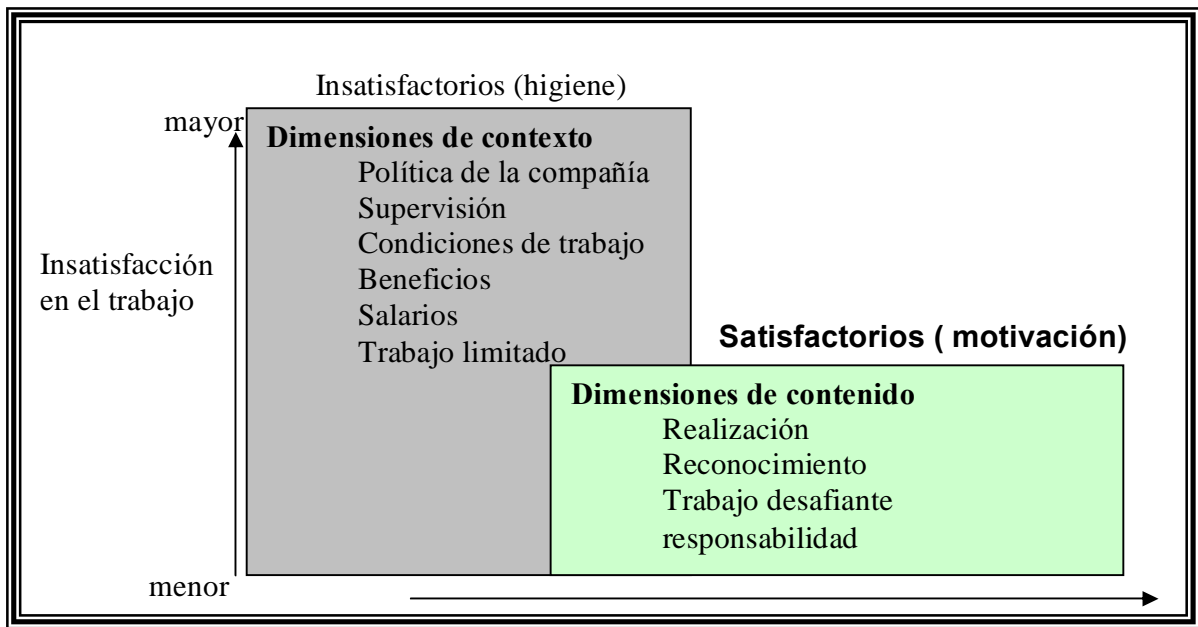 Insatisfactorios (higiene)
mayor
Dimensiones de contexto
Política de la compañía
Supervisión
Condiciones de trabajo
Beneficios
Salarios
Trabajo limitado
Insatisfacción
en el trabajo
Satisfactorios ( motivación)
Dimensiones de contenido
Realización
Reconocimiento
Trabajo desafiante
responsabilidad
menor